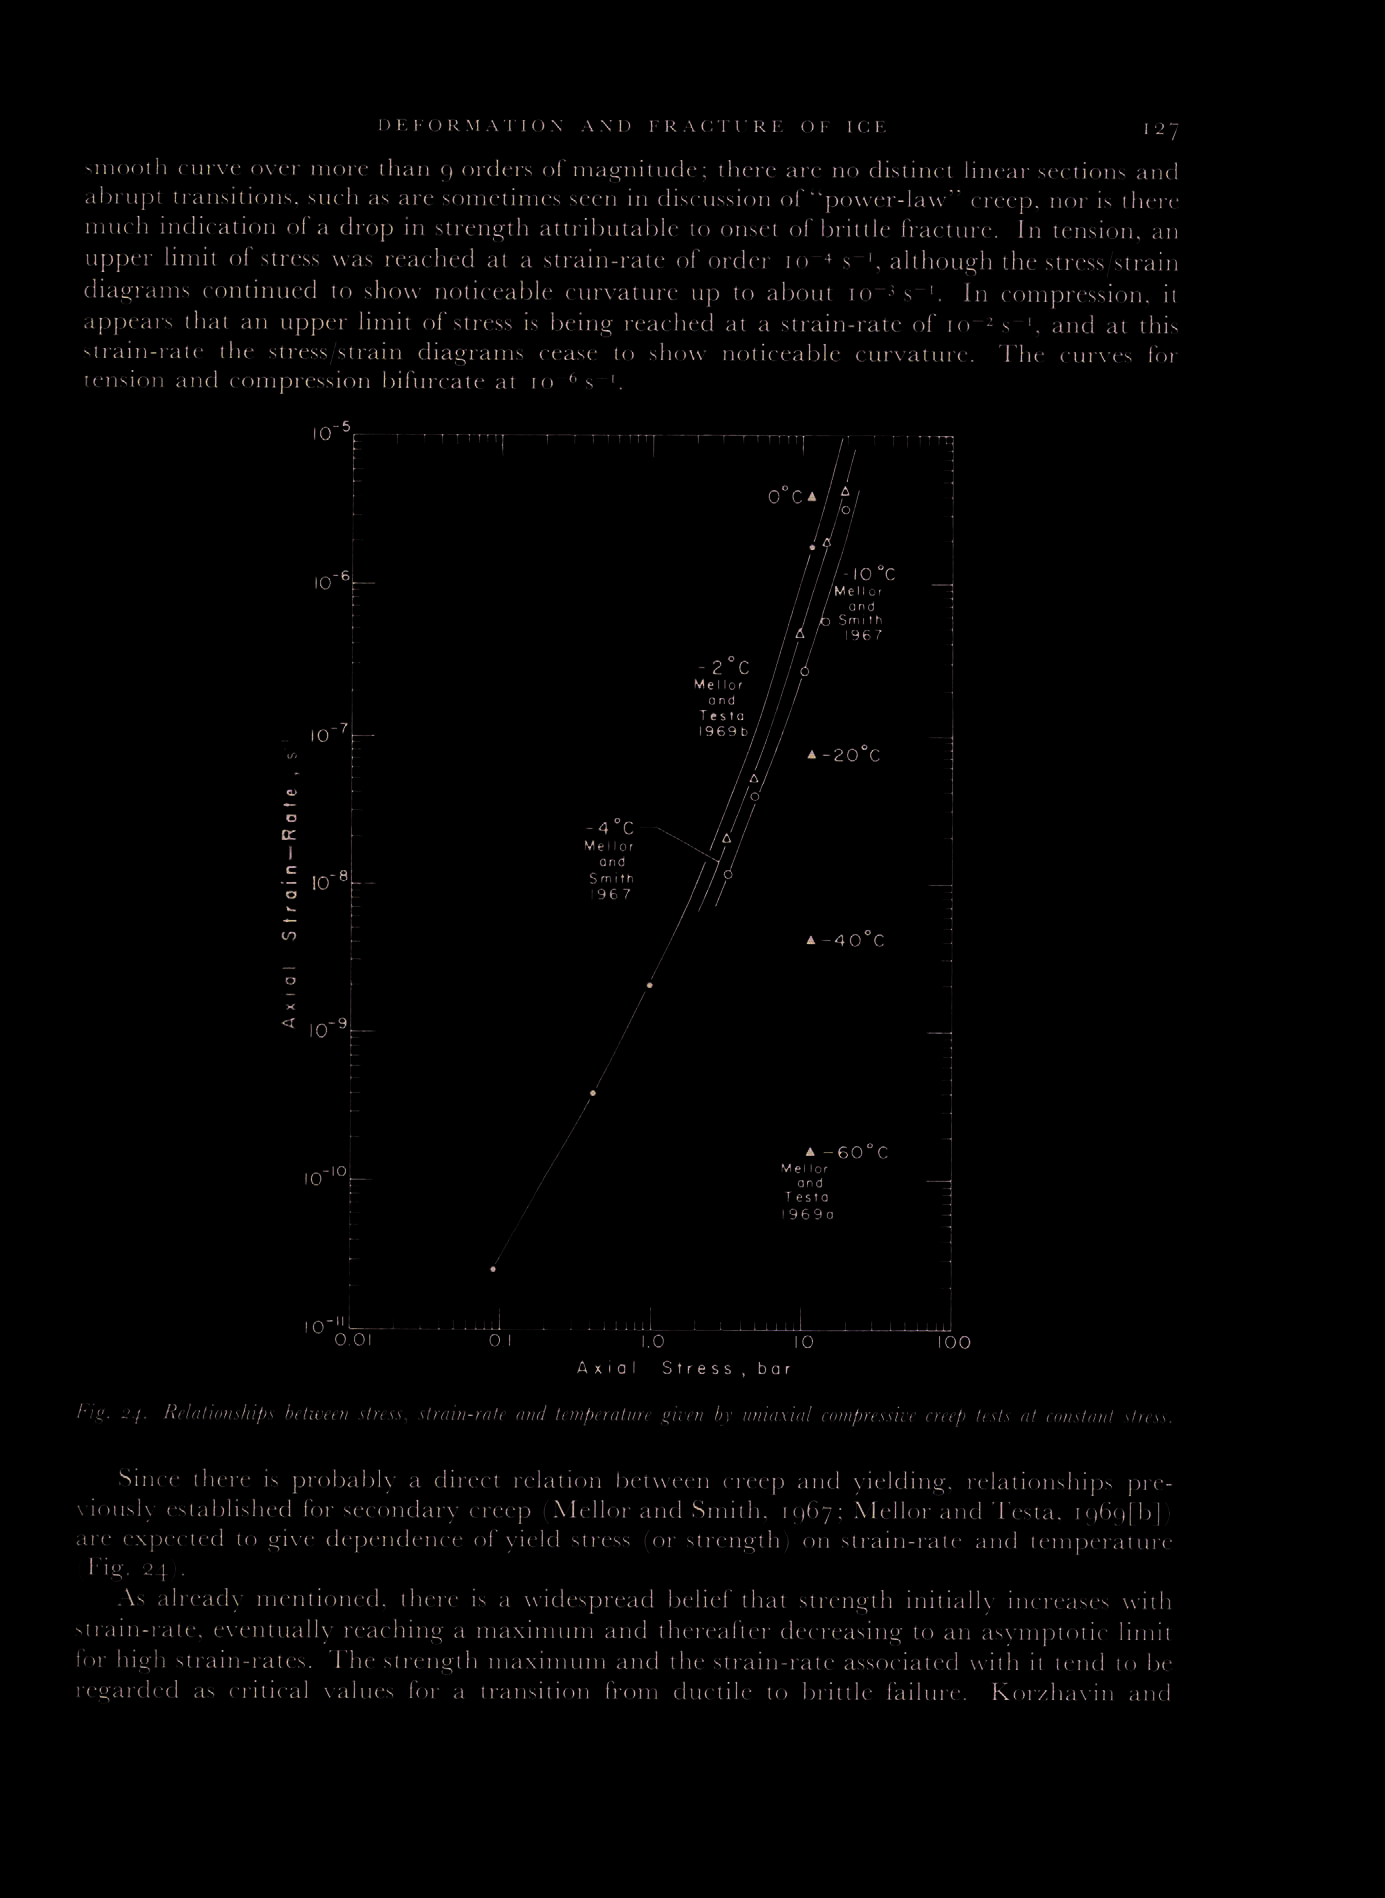 DEFORMATION AND FRACTURE OF ICE 127
smooth curve over more than 9 orders of magnitude; there are no distinct linear sections and
abrupt transitions, such as are sometimes seen in discussion of "power-law" creep, nor is there
much indication of a drop in strength attributable to onset of brittle fracture. In tension, an
upper limit of stress was reached at a strain-rate of order 10⁻⁴ s⁻¹, although the stress/strain
diagrams continued to show noticeable curvature up to about 10⁻³ s⁻¹. In compression, it
appears that an upper limit of stress is being reached at a strain-rate of 10⁻² s⁻¹, and at this
strain-rate the stress/strain diagrams cease to show noticeable curvature. The curves for
tension and compression bifurcate at 10⁻⁶ s⁻¹.
10⁻⁵
0°C
10⁻⁶
-10°C
Mellor
and
Smith
1967
-2°C
Mellor
and
Testa
1969b
10⁻⁷
-20°C
Axial Strain-Rate, s⁻¹
-4°C
Mellor
and
Smith
1967
10⁻⁸
-40°C
10⁻⁹
-60°C
Mellor
and
Testa
1969a
10⁻¹⁰
10⁻¹¹
0.01 0.1 1.0 10 100
Axial Stress, bar
Fig. 24. Relationships between stress, strain-rate and temperature given by uniaxial compressive creep tests at constant stress.
Since there is probably a direct relation between creep and yielding, relationships pre-
viously established for secondary creep (Mellor and Smith, 1967; Mellor and Testa, 1969[b])
are expected to give dependence of yield stress (or strength) on strain-rate and temperature
(Fig. 24).
As already mentioned, there is a widespread belief that strength initially increases with
strain-rate, eventually reaching a maximum and thereafter decreasing to an asymptotic limit
for high strain-rates. The strength maximum and the strain-rate associated with it tend to be
regarded as critical values for a transition from ductile to brittle failure. Korzhavin and